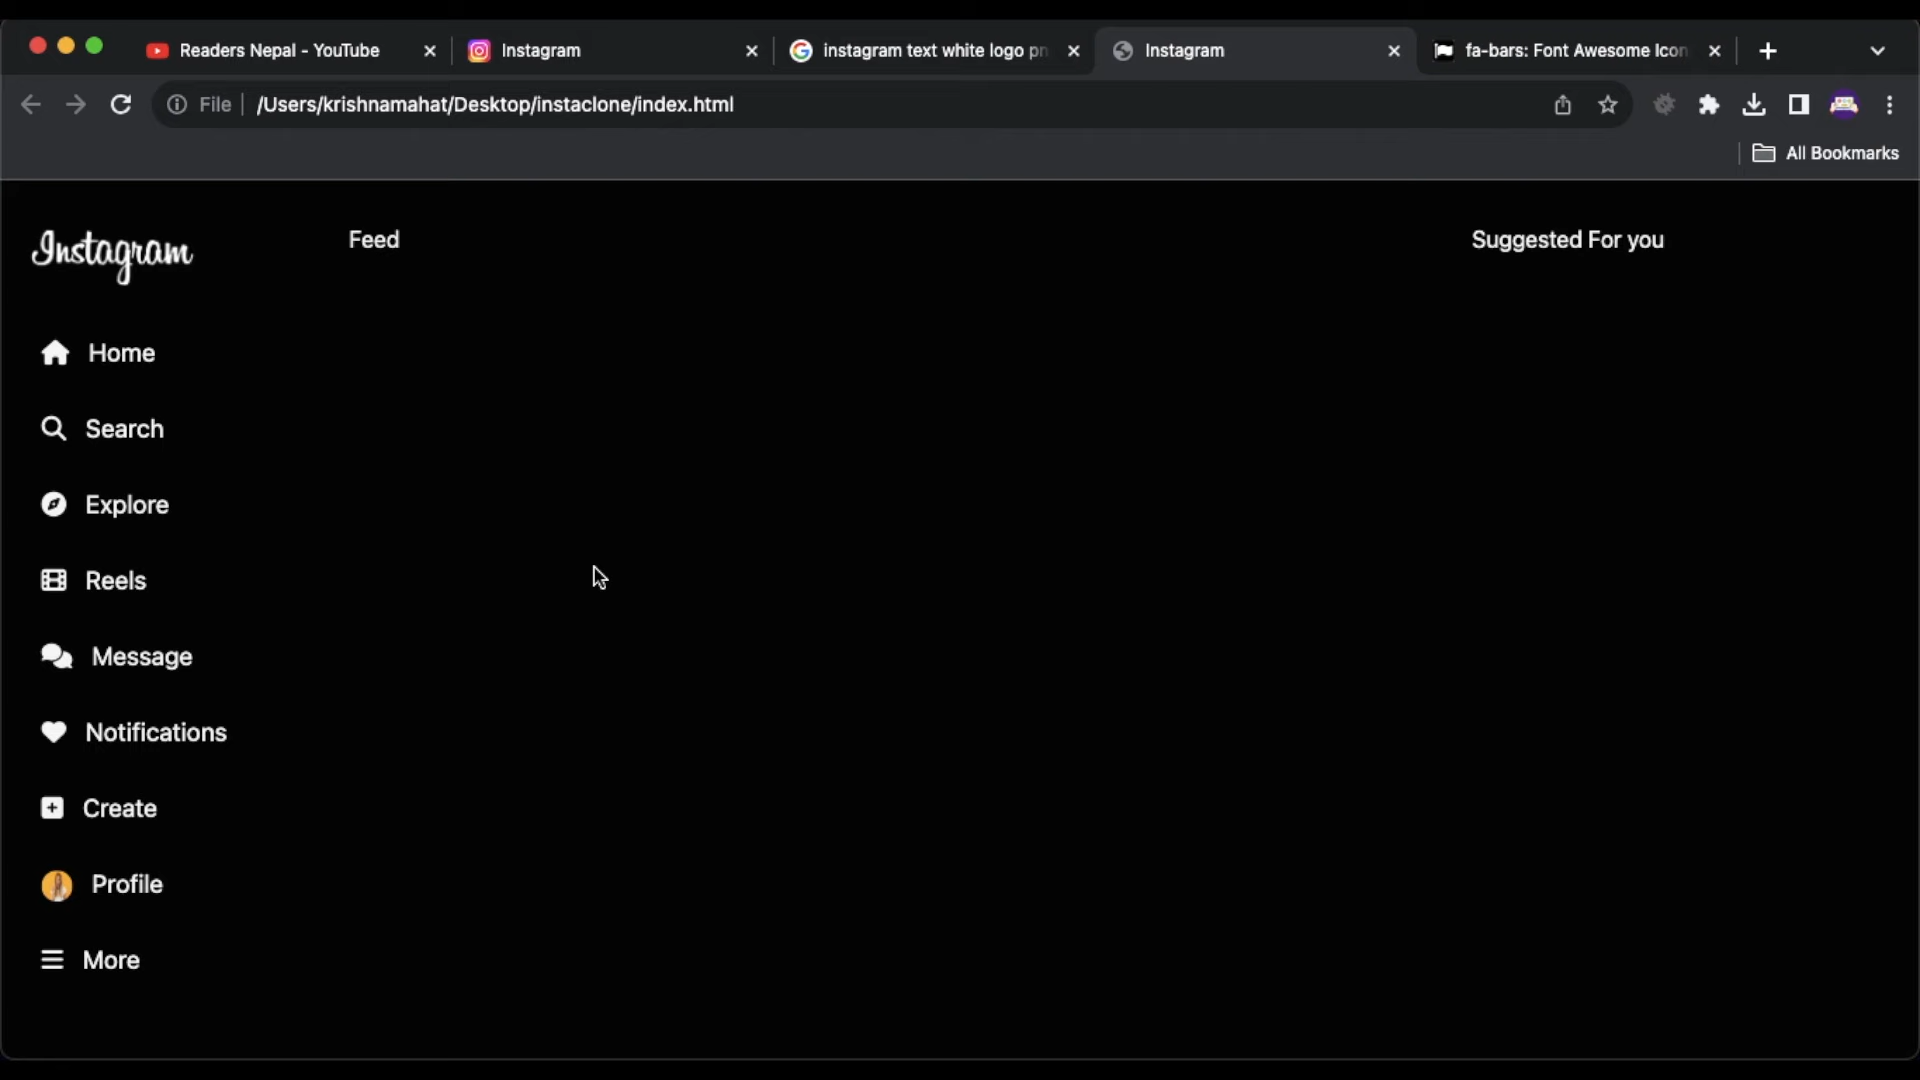 Readers Nepal - YouTube
Instagram
instagram text white logo pn
Instagram
fa-bars: Font Awesome Icon
File
/Users/krishnamahat/Desktop/instaclone/index.html
All Bookmarks
Instagram
Feed
Suggested For you
Home
Search
Explore
Reels
Message
Notifications
Create
Profile
More